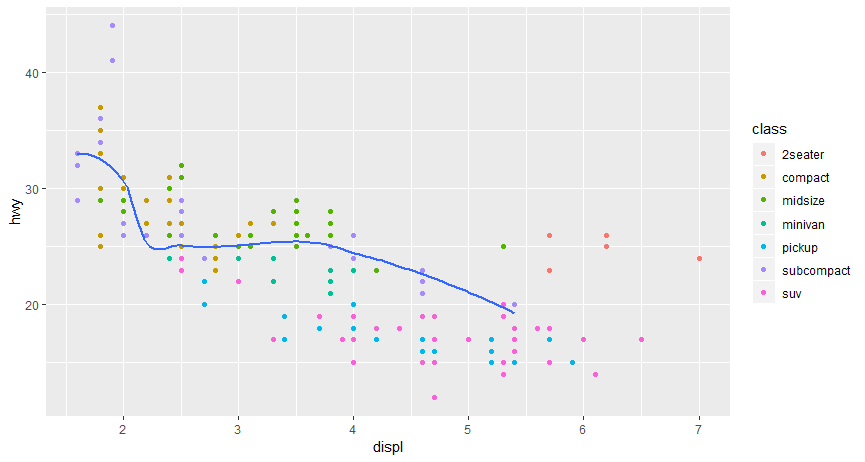 40
30
20
hwy
2 3 4 5 6 7
displ
class
2seater
compact
midsize
minivan
pickup
subcompact
suv